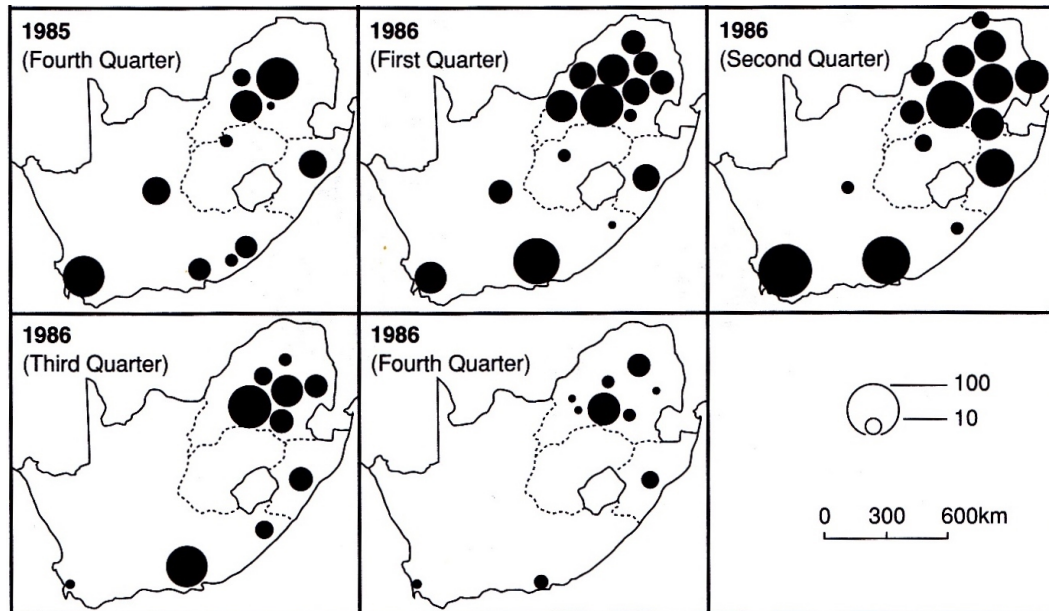 1985
(Fourth Quarter)
1986
(First Quarter)
1986
(Second Quarter)
1986
(Third Quarter)
1986
(Fourth Quarter)
100
10
0 300 600km